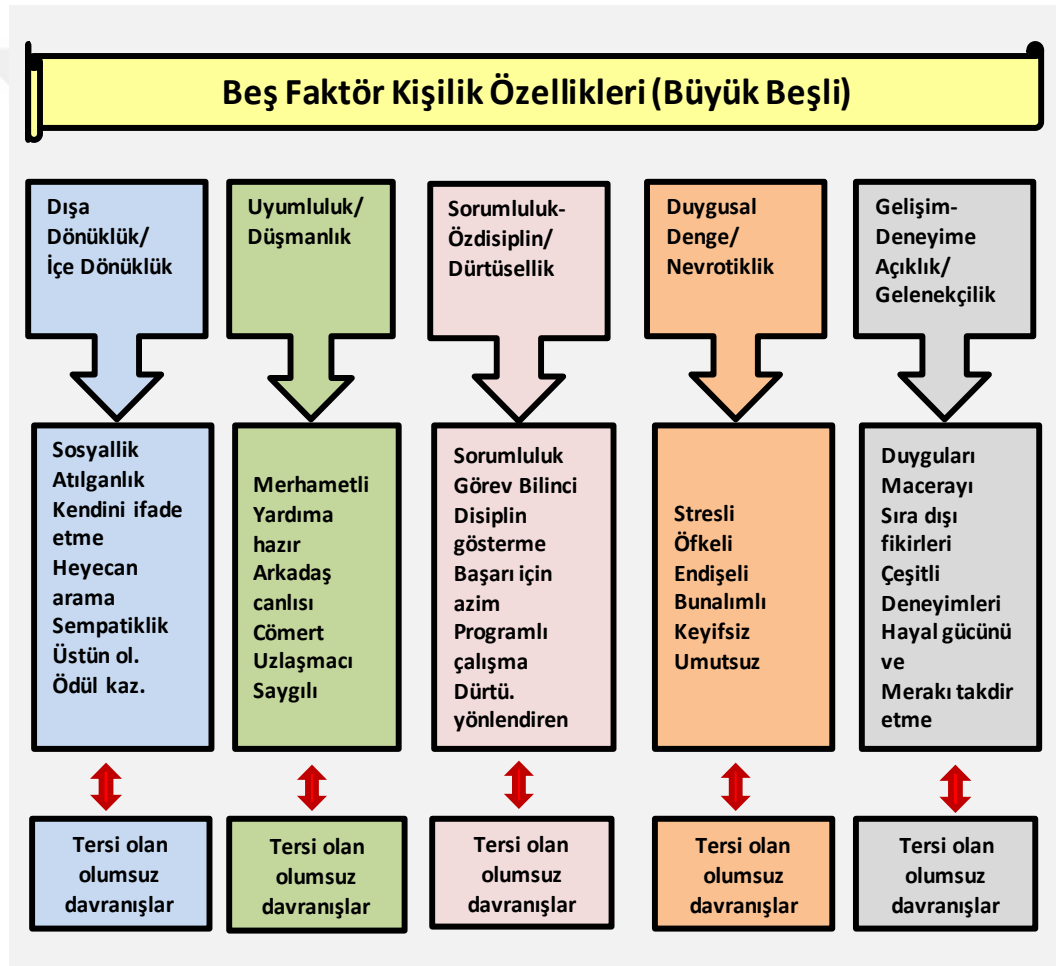 Beş Faktör Kişilik Özellikleri (Büyük Beşli)
Dışa
Dönüklük/
İçe Dönüklük
Uyumluluk/
Düşmanlık
Sorumluluk-
Özdisiplin/
Dürtüsellik
Duygusal
Denge/
Nevrotiklik
Gelişim-
Deneyime
Açıklık/
Gelenekçilik
Sosyallik
Atılganlık
Kendini ifade
etme
Heyecan
arama
Sempatiklik
Üstün ol.
Ödül kaz.
Merhametli
Yardıma
hazır
Arkadaş
canlısı
Cömert
Uzlaşmacı
Saygılı
Sorumluluk
Görev Bilinci
Disiplin
gösterme
Başarı için
azim
Programlı
çalışma
Dürtü.
yönlendiren
Stresli
Öfkeli
Endişeli
Bunalımlı
Keyifsiz
Umutsuz
Duyguları
Macerayı
Sıra dışı
fikirleri
Çeşitli
Deneyimleri
Hayal gücünü
ve
Merakı takdir
etme
Tersi olan
olumsuz
davranışlar
Tersi olan
olumsuz
davranışlar
Tersi olan
olumsuz
davranışlar
Tersi olan
olumsuz
davranışlar
Tersi olan
olumsuz
davranışlar